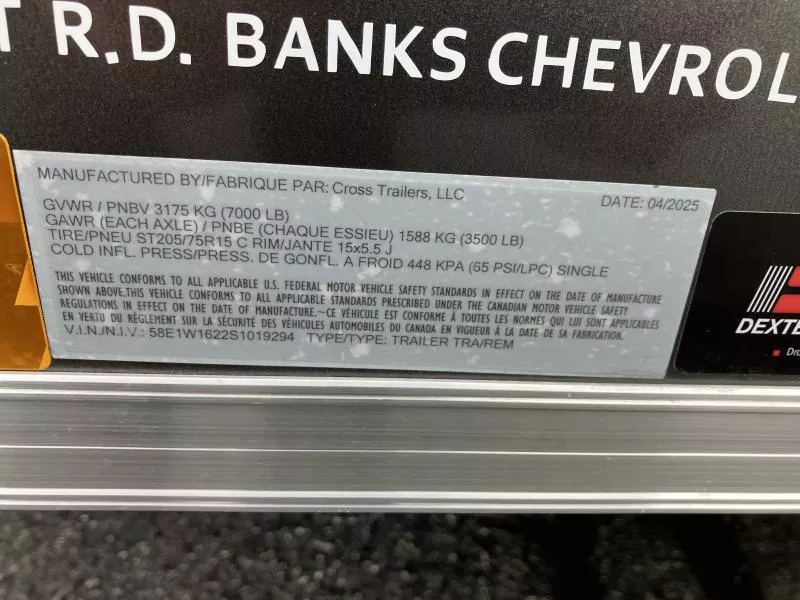 T R.D. BANKS CHEVROL
MANUFACTURED BY/FABRIQUE PAR: Cross Trailers, LLC
DATE: 04/2025
GVWR / PNBV 3175 KG (7000 LB)
GAWR (EACH AXLE) / PNBE (CHAQUE ESSIEU) 1588 KG (3500 LB)
TIRE/PNEU ST205/75R15 C RIM/JANTE 15x5.5 J
COLD INFL. PRESS/PRESS. DE GONFL. A FROID 448 KPA (65 PSI/LPC) SINGLE
THIS VEHICLE CONFORMS TO ALL APPLICABLE U.S. FEDERAL MOTOR VEHICLE SAFETY STANDARDS IN EFFECT ON THE DATE OF MANUFACTURE
SHOWN ABOVE.THIS VEHICLE CONFORMS TO ALL APPLICABLE STANDARDS PRESCRIBED UNDER THE CANADIAN MOTOR VEHICLE SAFETY
REGULATIONS IN EFFECT ON THE DATE OF MANUFACTURE.~CE VÉHICULE EST CONFORME À TOUTES LES NORMES QUI LUI SONT APPLICABLES
EN VERTU DU RÈGLEMENT SUR LA SÉCURITÉ DES VÉHICULES AUTOMOBILES DU CANADA EN VIGUEUR À LA DATE DE SA FABRICATION.
V.I.N./N.I.V.: 58E1W1622S1019294 TYPE/TYPE: TRAILER TRA/REM
DEXTE
Dro